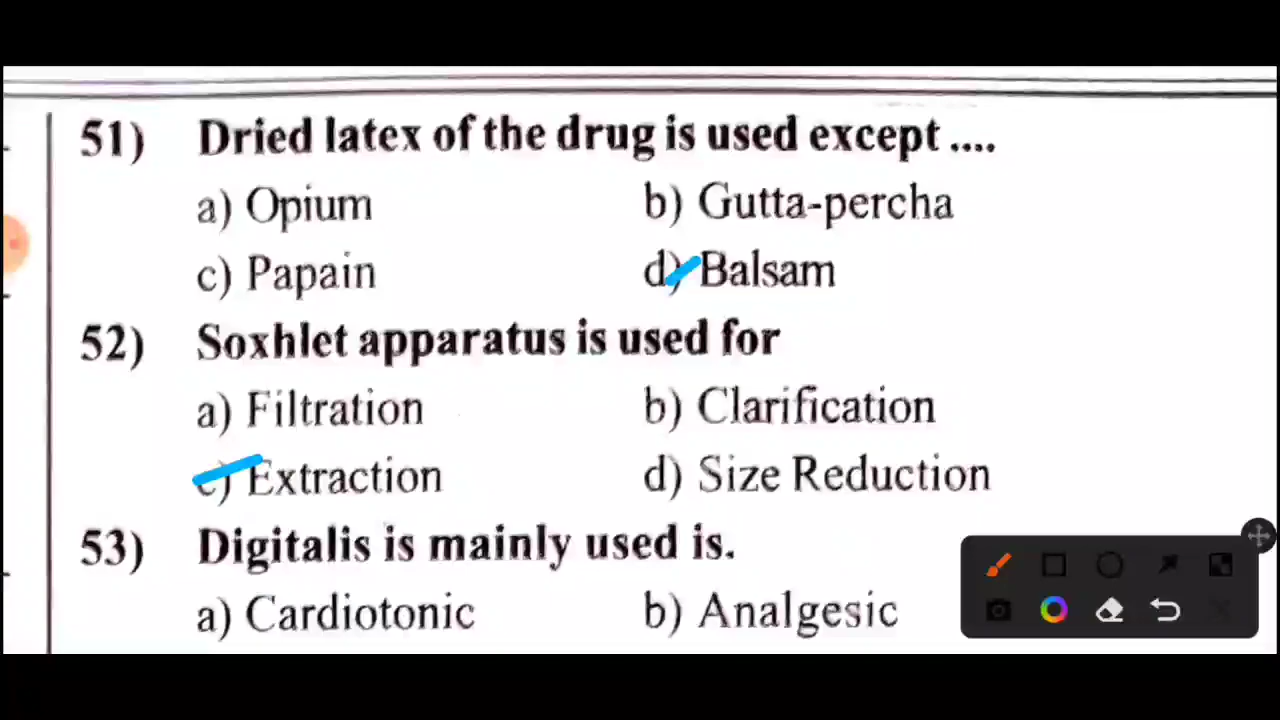 51) Dried latex of the drug is used except ....
a) Opium b) Gutta-percha
c) Papain d) Balsam
52) Soxhlet apparatus is used for
a) Filtration b) Clarification
c) Extraction d) Size Reduction
53) Digitalis is mainly used is.
a) Cardiotonic b) Analgesic